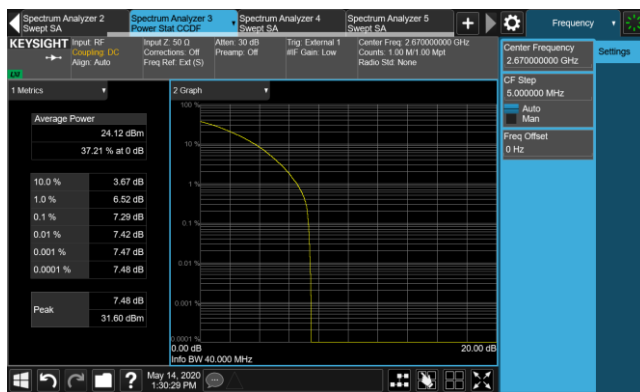 Spectrum Analyzer 2
Swept SA
Spectrum Analyzer 3
Power Stat CCDF
Spectrum Analyzer 4
Swept SA
Spectrum Analyzer 5
Swept SA
Frequency
KEYSIGHT
Input: RF
Coupling: DC
Align: Auto
Input Z: 50 Ω
Corrections: Off
Freq Ref: Ext (S)
Atten: 30 dB
Preamp: Off
Trig: External 1
#IF Gain: Low
Center Freq: 2.670000000 GHz
Counts: 1.00 M/1.00 Mpt
Radio Std: None
Center Frequency
2.670000000 GHz
Settings
CF Step
5.000000 MHz
Auto
Man
Freq Offset
0 Hz
1 Metrics
Average Power
24.12 dBm
37.21 % at 0 dB
10.0 % 3.67 dB
1.0 % 6.52 dB
0.1 % 7.29 dB
0.01 % 7.42 dB
0.001 % 7.47 dB
0.0001 % 7.48 dB
Peak
7.48 dB
31.60 dBm
2 Graph
100 %
10 %
1 %
0.1 %
0.01 %
0.001 %
0.0001 %
0.00 dB
20.00 dB
Info BW 40.000 MHz
May 14, 2020
1:30:29 PM